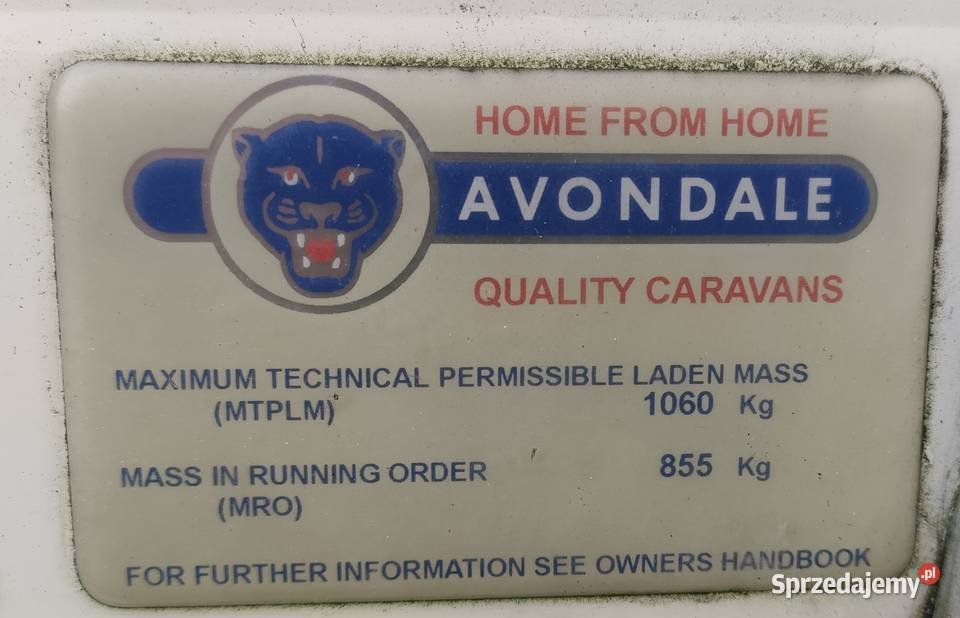 HOME FROM HOME
AVONDALE
QUALITY CARAVANS
MAXIMUM TECHNICAL PERMISSIBLE LADEN MASS
(MTPLM) 1060 Kg
MASS IN RUNNING ORDER 855 Kg
(MRO)
FOR FURTHER INFORMATION SEE OWNERS HANDBOOK
Sprzedajemy.pl